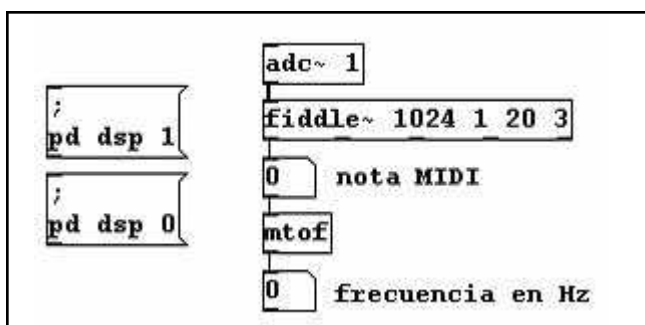 ;
pd dsp 1
;
pd dsp 0
adc~ 1
fiddle~ 1024 1 20 3
0 nota MIDI
mtof
0 frecuencia en Hz